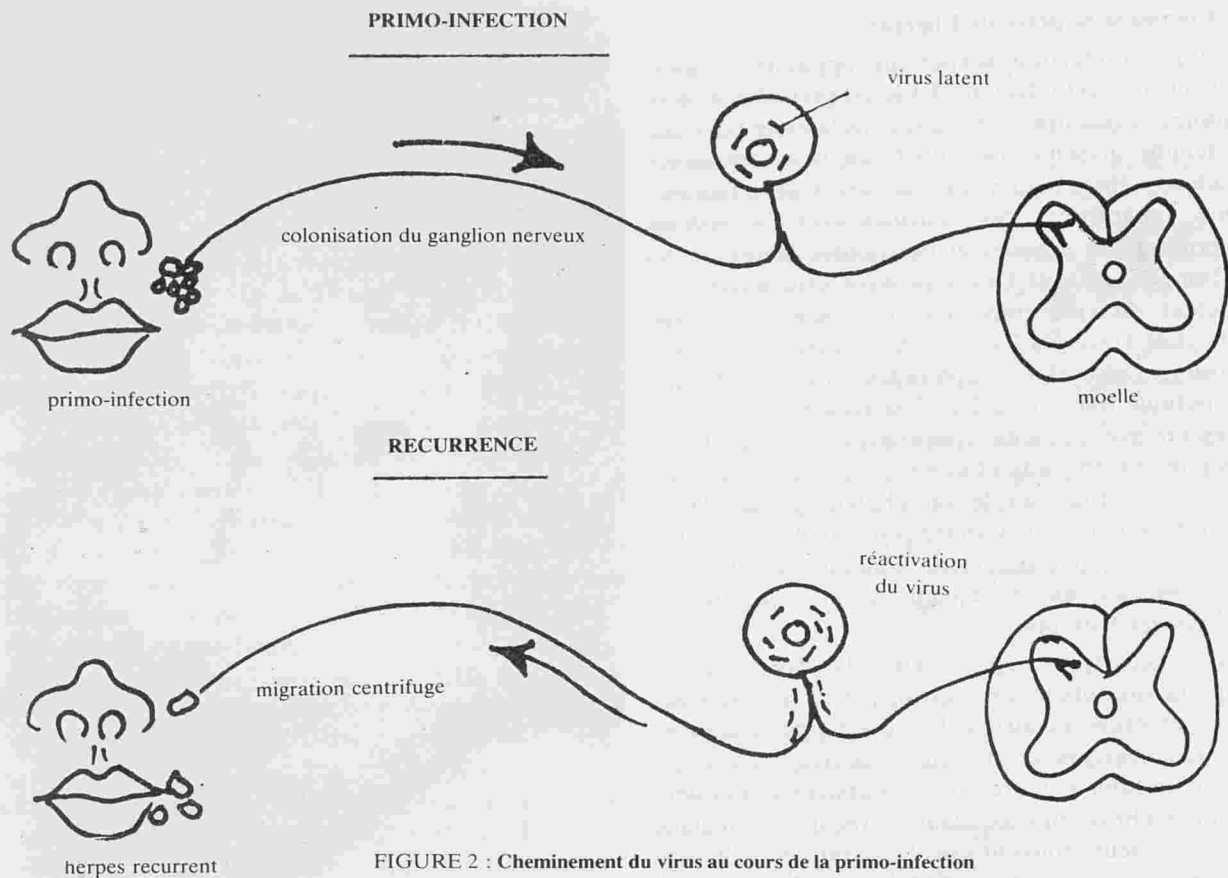 PRIMO-INFECTION
virus latent
colonisation du ganglion nerveux
primo-infection
moelle
RECURRENCE
réactivation
du virus
migration centrifuge
herpes recurrent
FIGURE 2 : Cheminement du virus au cours de la primo-infection